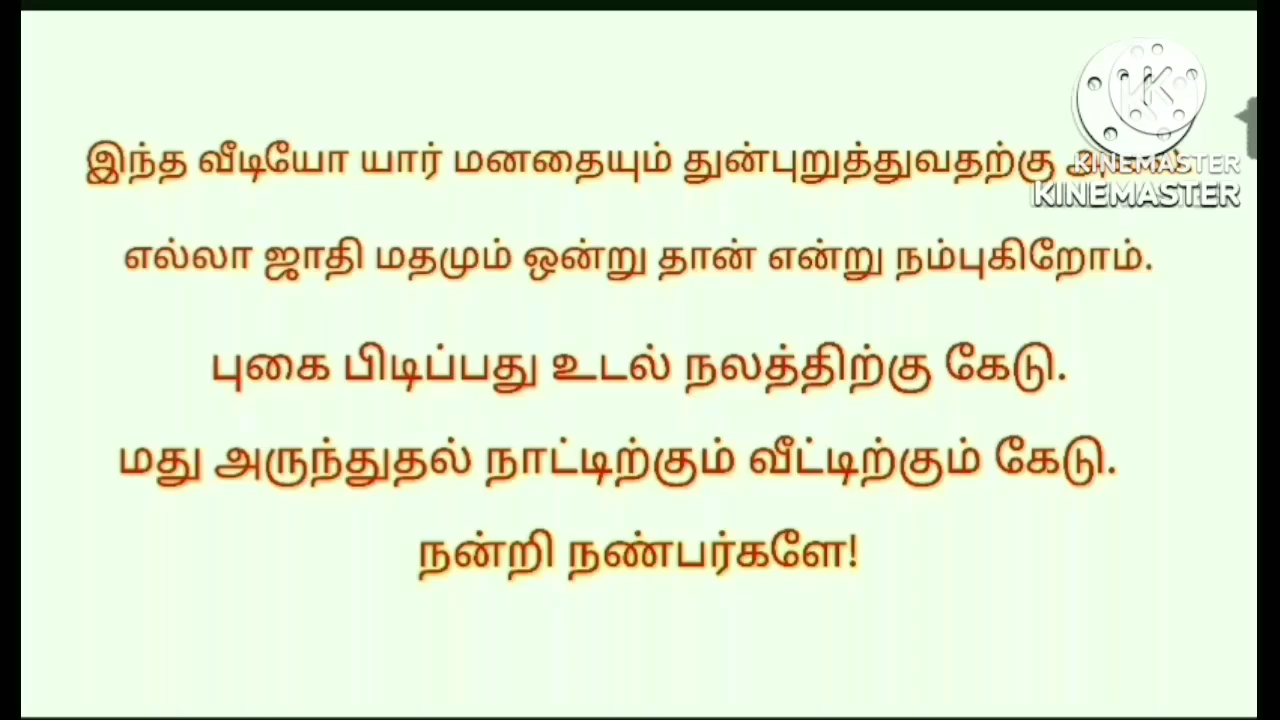 இந்த வீடியோ யார் மனதையும் துன்புறுத்துவதற்கு
எல்லா ஜாதி மதமும் ஒன்று தான் என்று நம்புகிறோம்.
புகை பிடிப்பது உடல் நலத்திற்கு கேடு.
மது அருந்துதல் நாட்டிற்கும் வீட்டிற்கும் கேடு.
நன்றி நண்பர்களே!
KINEMASTER
KINEMASTER